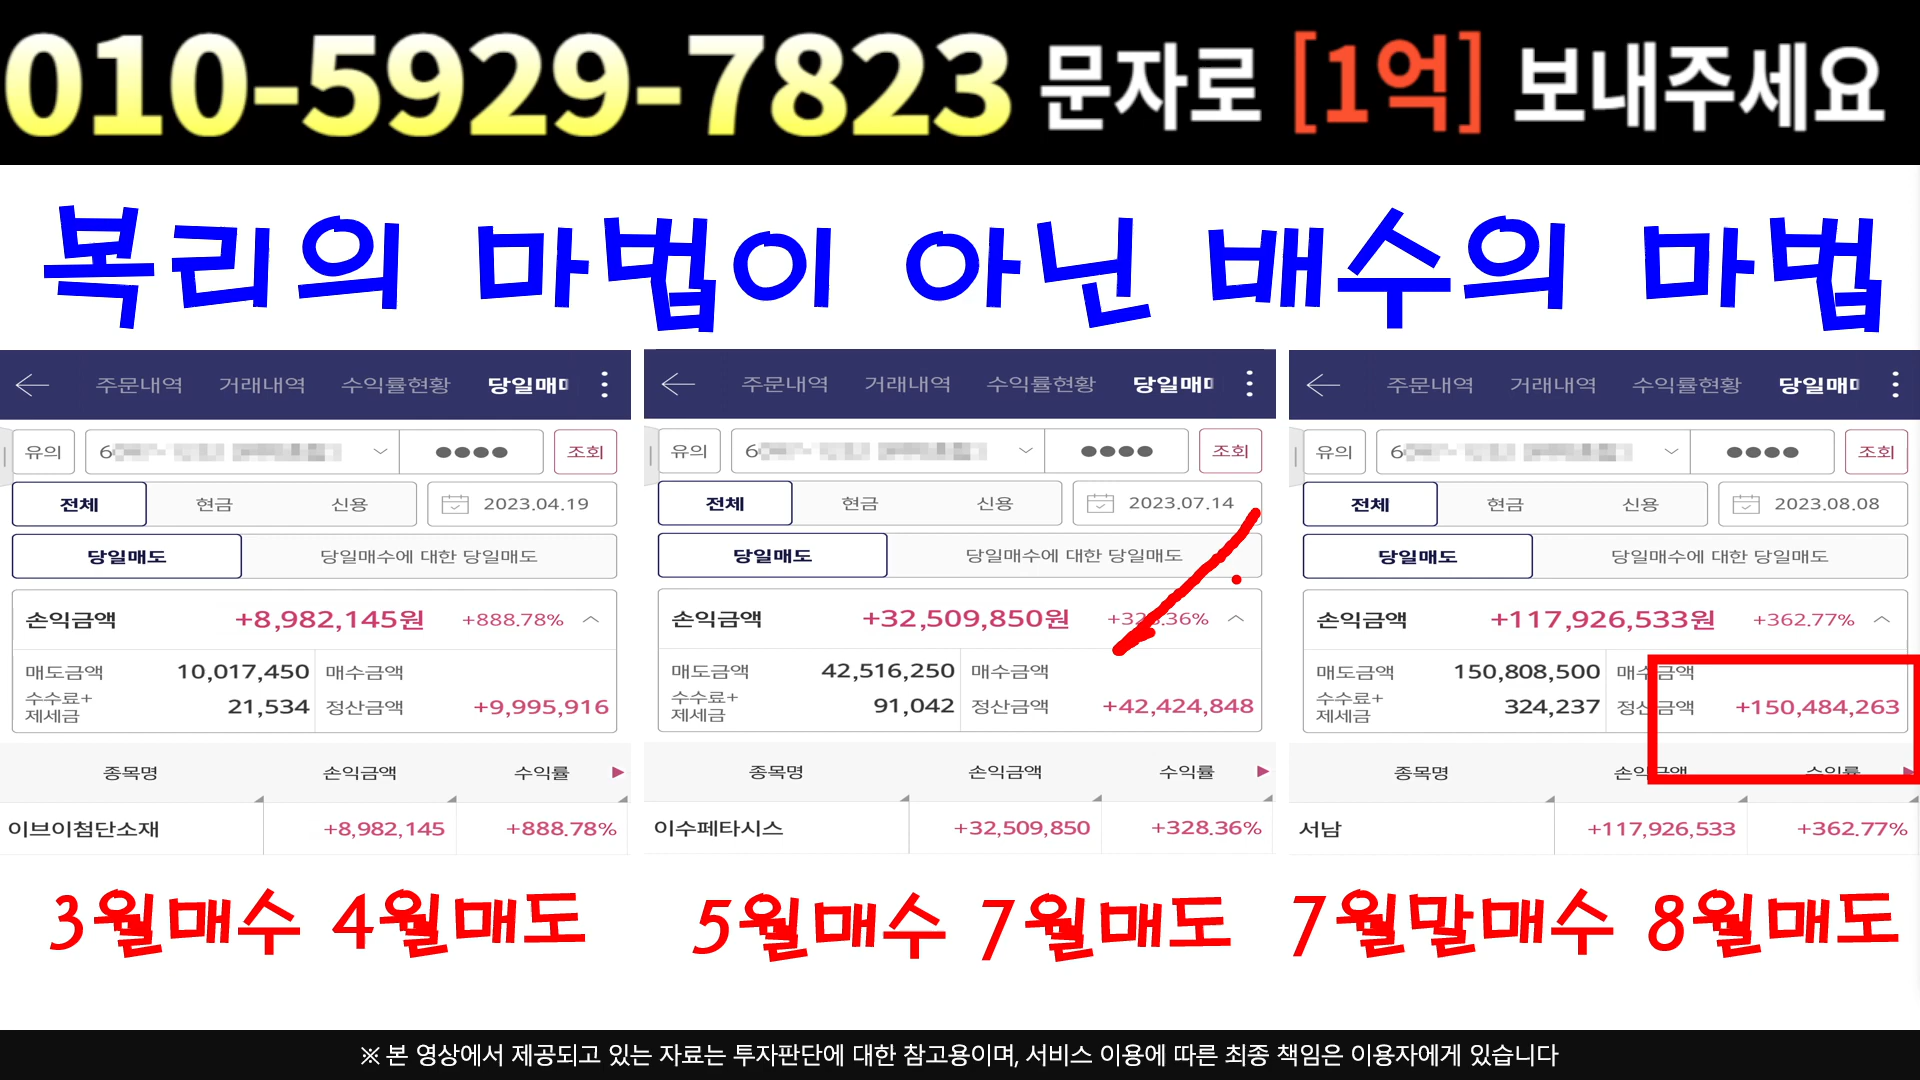 010-5929-7823 문자로 [1억] 보내주세요
복리의 마법이 아닌 배수의 마법
주문내역 거래내역 수익률현황 당일매
유의 6 조회
전체 현금 신용 2023.04.19
당일매도 당일매수에 대한 당일매도
손익금액 +8,982,145원 +888.78%
매도금액 10,017,450 매수금액
수수료+
제세금 21,534 정산금액 +9,995,916
종목명 손익금액 수익률
이브이첨단소재 +8,982,145 +888.78%
3월매수 4월매도
주문내역 거래내역 수익률현황 당일매
유의 6 조회
전체 현금 신용 2023.07.14
당일매도 당일매수에 대한 당일매도
손익금액 +32,509,850원 +328.36%
매도금액 42,516,250 매수금액
수수료+
제세금 91,042 정산금액 +42,424,848
종목명 손익금액 수익률
이수페타시스 +32,509,850 +328.36%
5월매수 7월매도
주문내역 거래내역 수익률현황 당일매
유의 6 조회
전체 현금 신용 2023.08.08
당일매도 당일매수에 대한 당일매도
손익금액 +117,926,533원 +362.77%
매도금액 150,808,500 매수금액
수수료+
제세금 324,237 정산금액 +150,484,263
종목명 손익금액 수익률
서남 +117,926,533 +362.77%
7월말매수 8월매도
※ 본 영상에서 제공되고 있는 자료는 투자판단에 대한 참고용이며, 서비스 이용에 따른 최종 책임은 이용자에게 있습니다